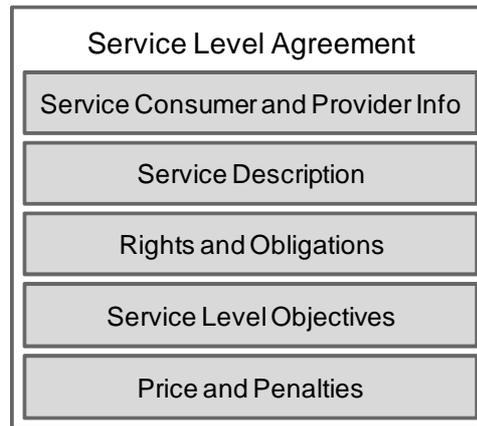 Service Level Agreement
Service Consumer and Provider Info
Service Description
Rights and Obligations
Service Level Objectives
Price and Penalties